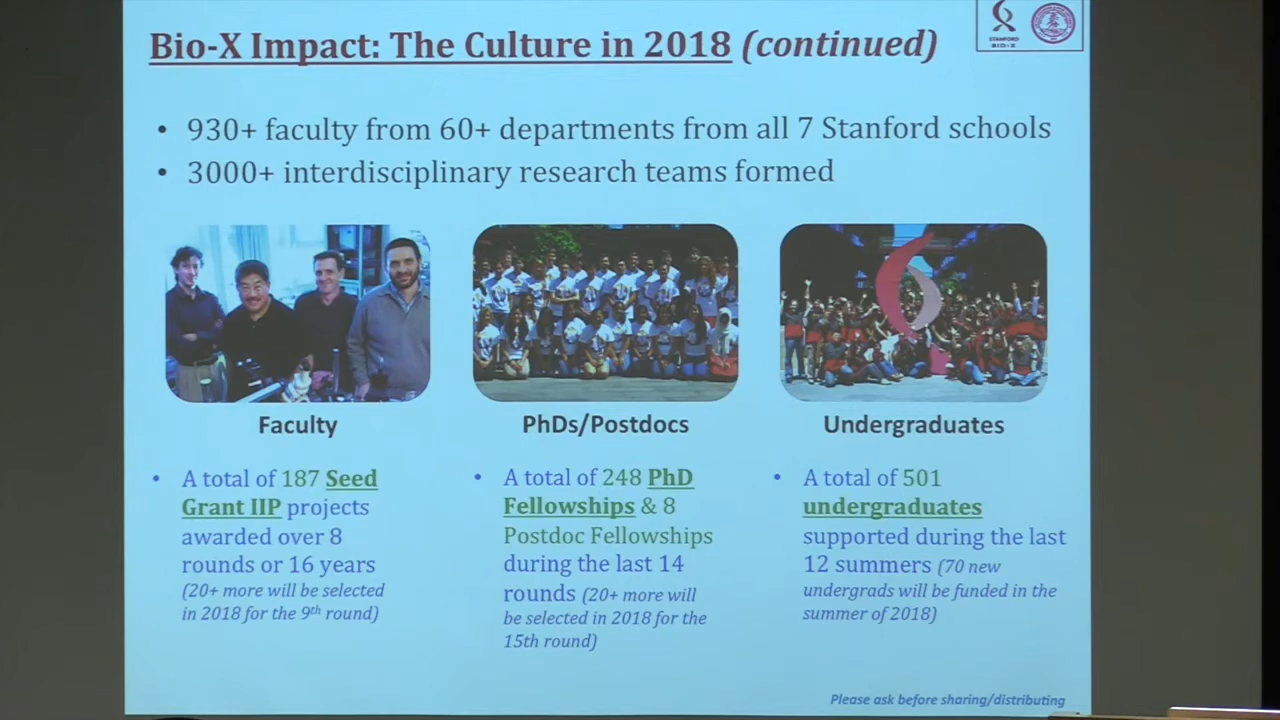 Bio-X Impact: The Culture in 2018 (continued)
STANFORD
BIO-X
• 930+ faculty from 60+ departments from all 7 Stanford schools
• 3000+ interdisciplinary research teams formed
Faculty
• A total of 187 Seed
Grant IIP projects
awarded over 8
rounds or 16 years
(20+ more will be selected
in 2018 for the 9th round)
PhDs/Postdocs
• A total of 248 PhD
Fellowships & 8
Postdoc Fellowships
during the last 14
rounds (20+ more will
be selected in 2018 for the
15th round)
Undergraduates
• A total of 501
undergraduates
supported during the last
12 summers (70 new
undergrads will be funded in the
summer of 2018)
Please ask before sharing/distributing